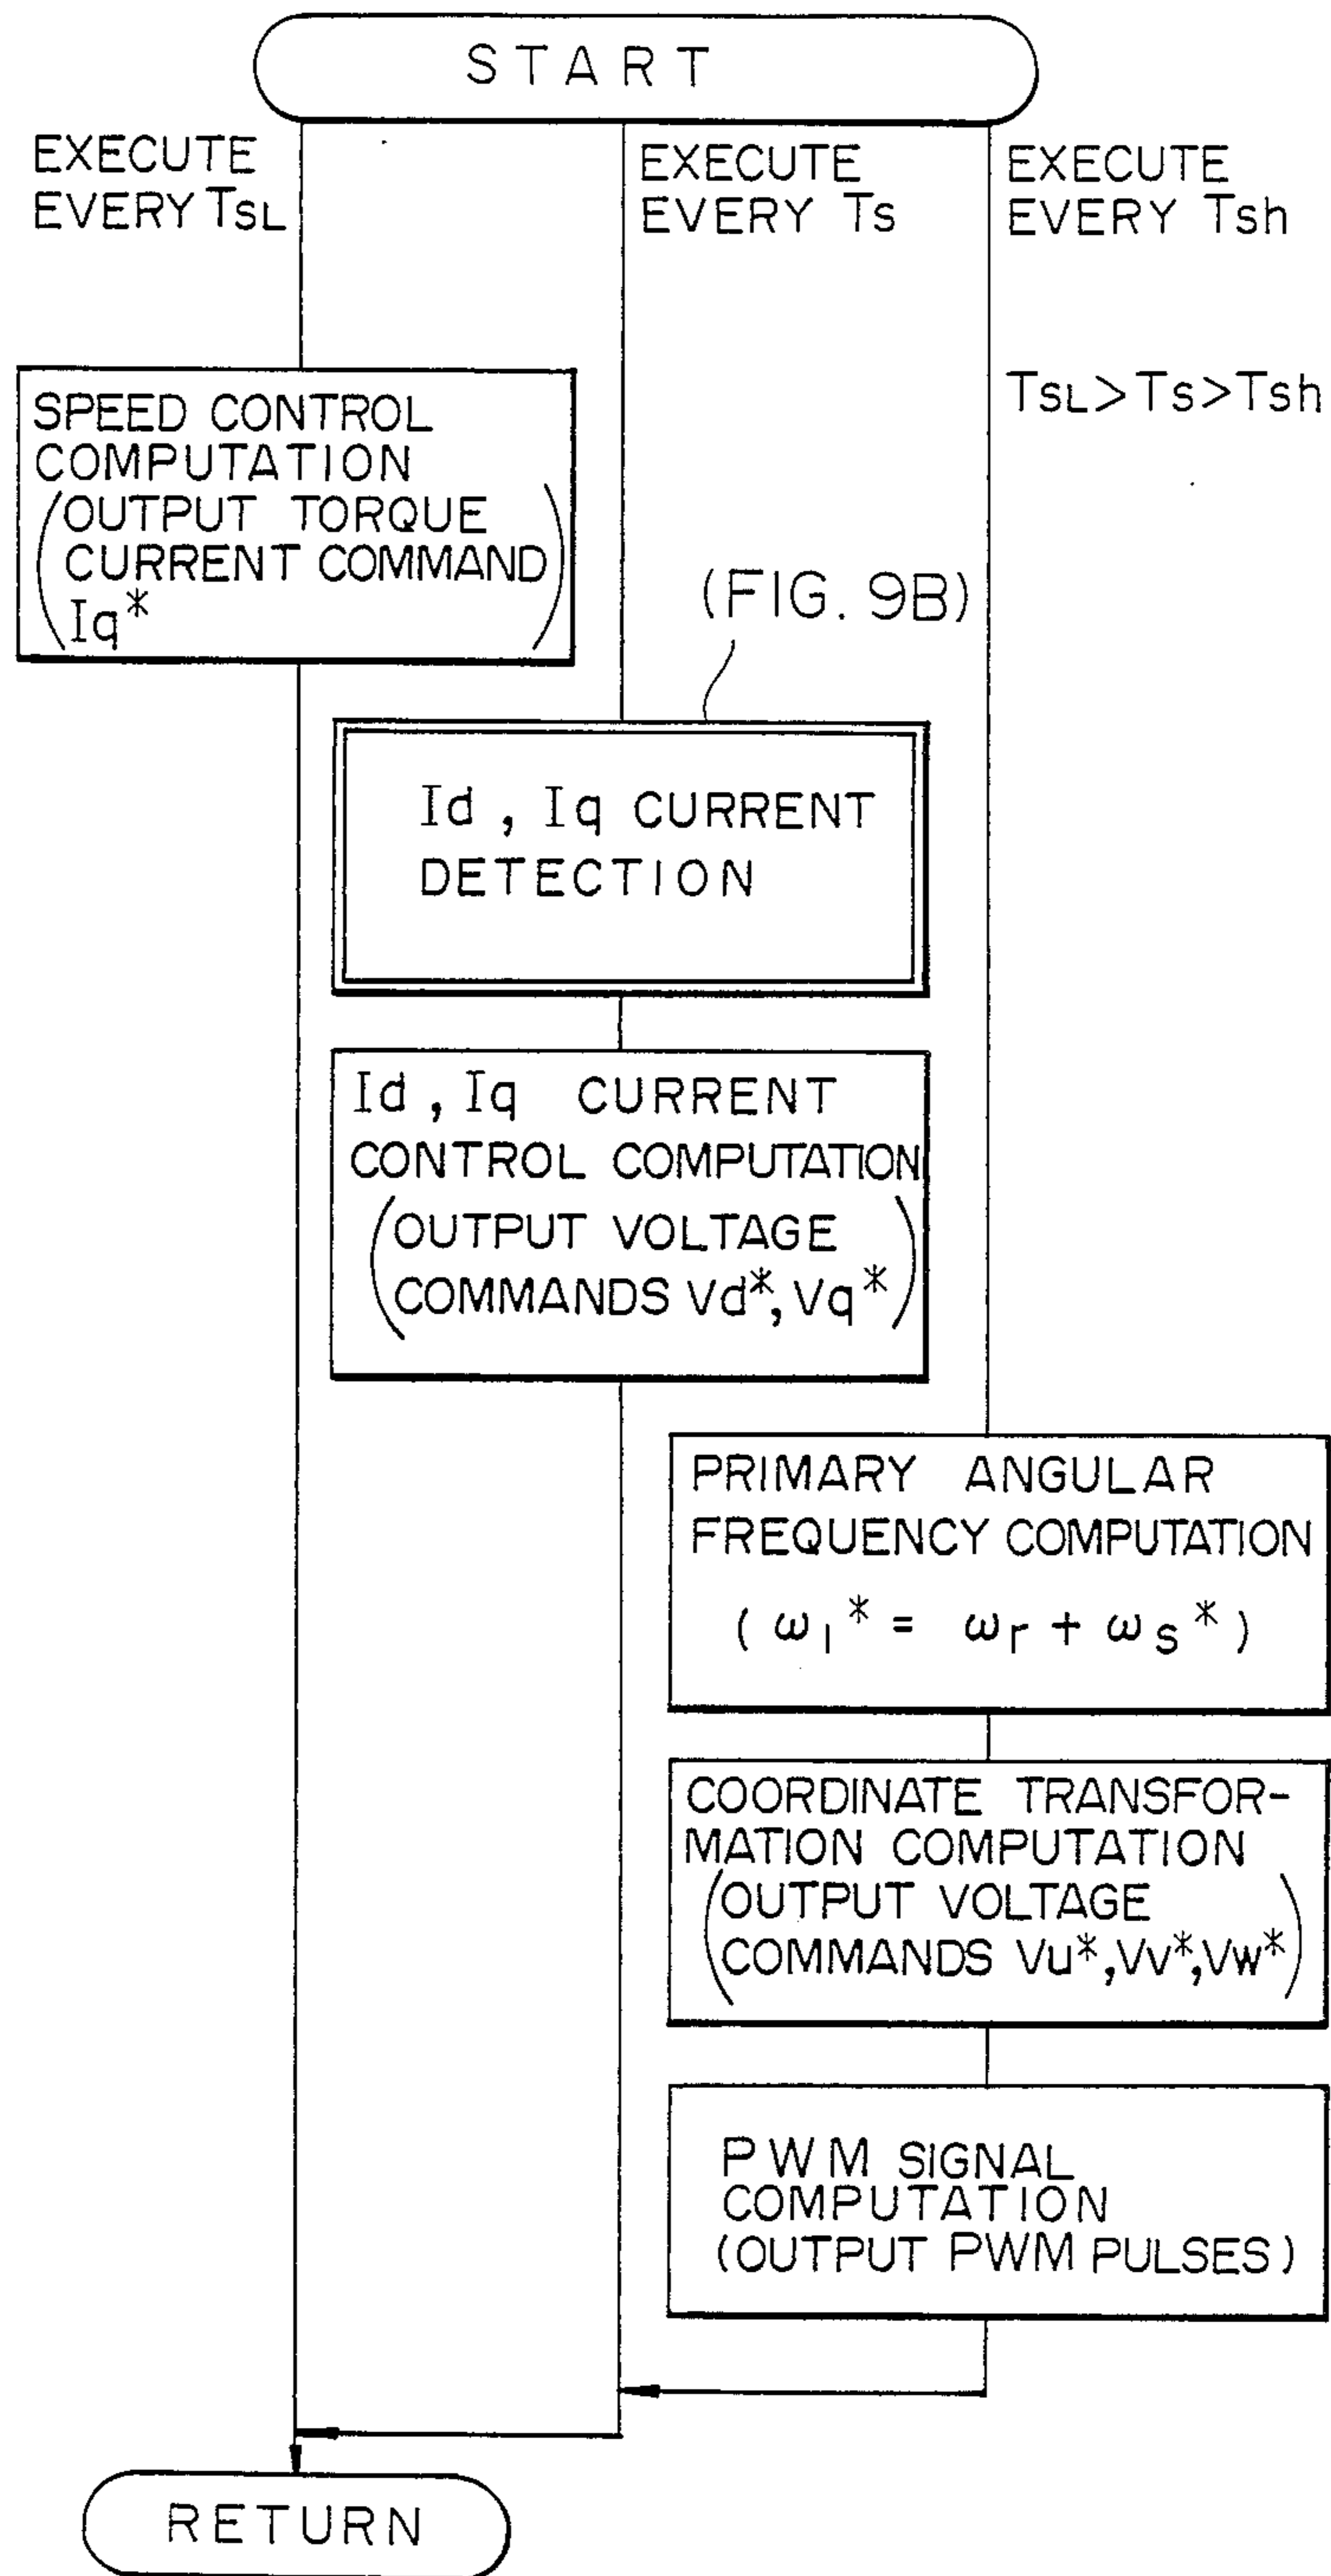 START
EXECUTE
EVERY TSL
EXECUTE
EVERY Ts
EXECUTE
EVERY Tsh
TSL>Ts>Tsh
SPEED CONTROL
COMPUTATION
(OUTPUT TORQUE
CURRENT COMMAND
Iq*)
(FIG. 9B)
Id, Iq CURRENT
DETECTION
Id, Iq CURRENT
CONTROL COMPUTATION
(OUTPUT VOLTAGE
COMMANDS Vd*, Vq*)
PRIMARY ANGULAR
FREQUENCY COMPUTATION
(ω1* = ωr + ωs*)
COORDINATE TRANSFOR-
MATION COMPUTATION
(OUTPUT VOLTAGE
COMMANDS Vu*, Vv*, Vw*)
PWM SIGNAL
COMPUTATION
(OUTPUT PWM PULSES)
RETURN